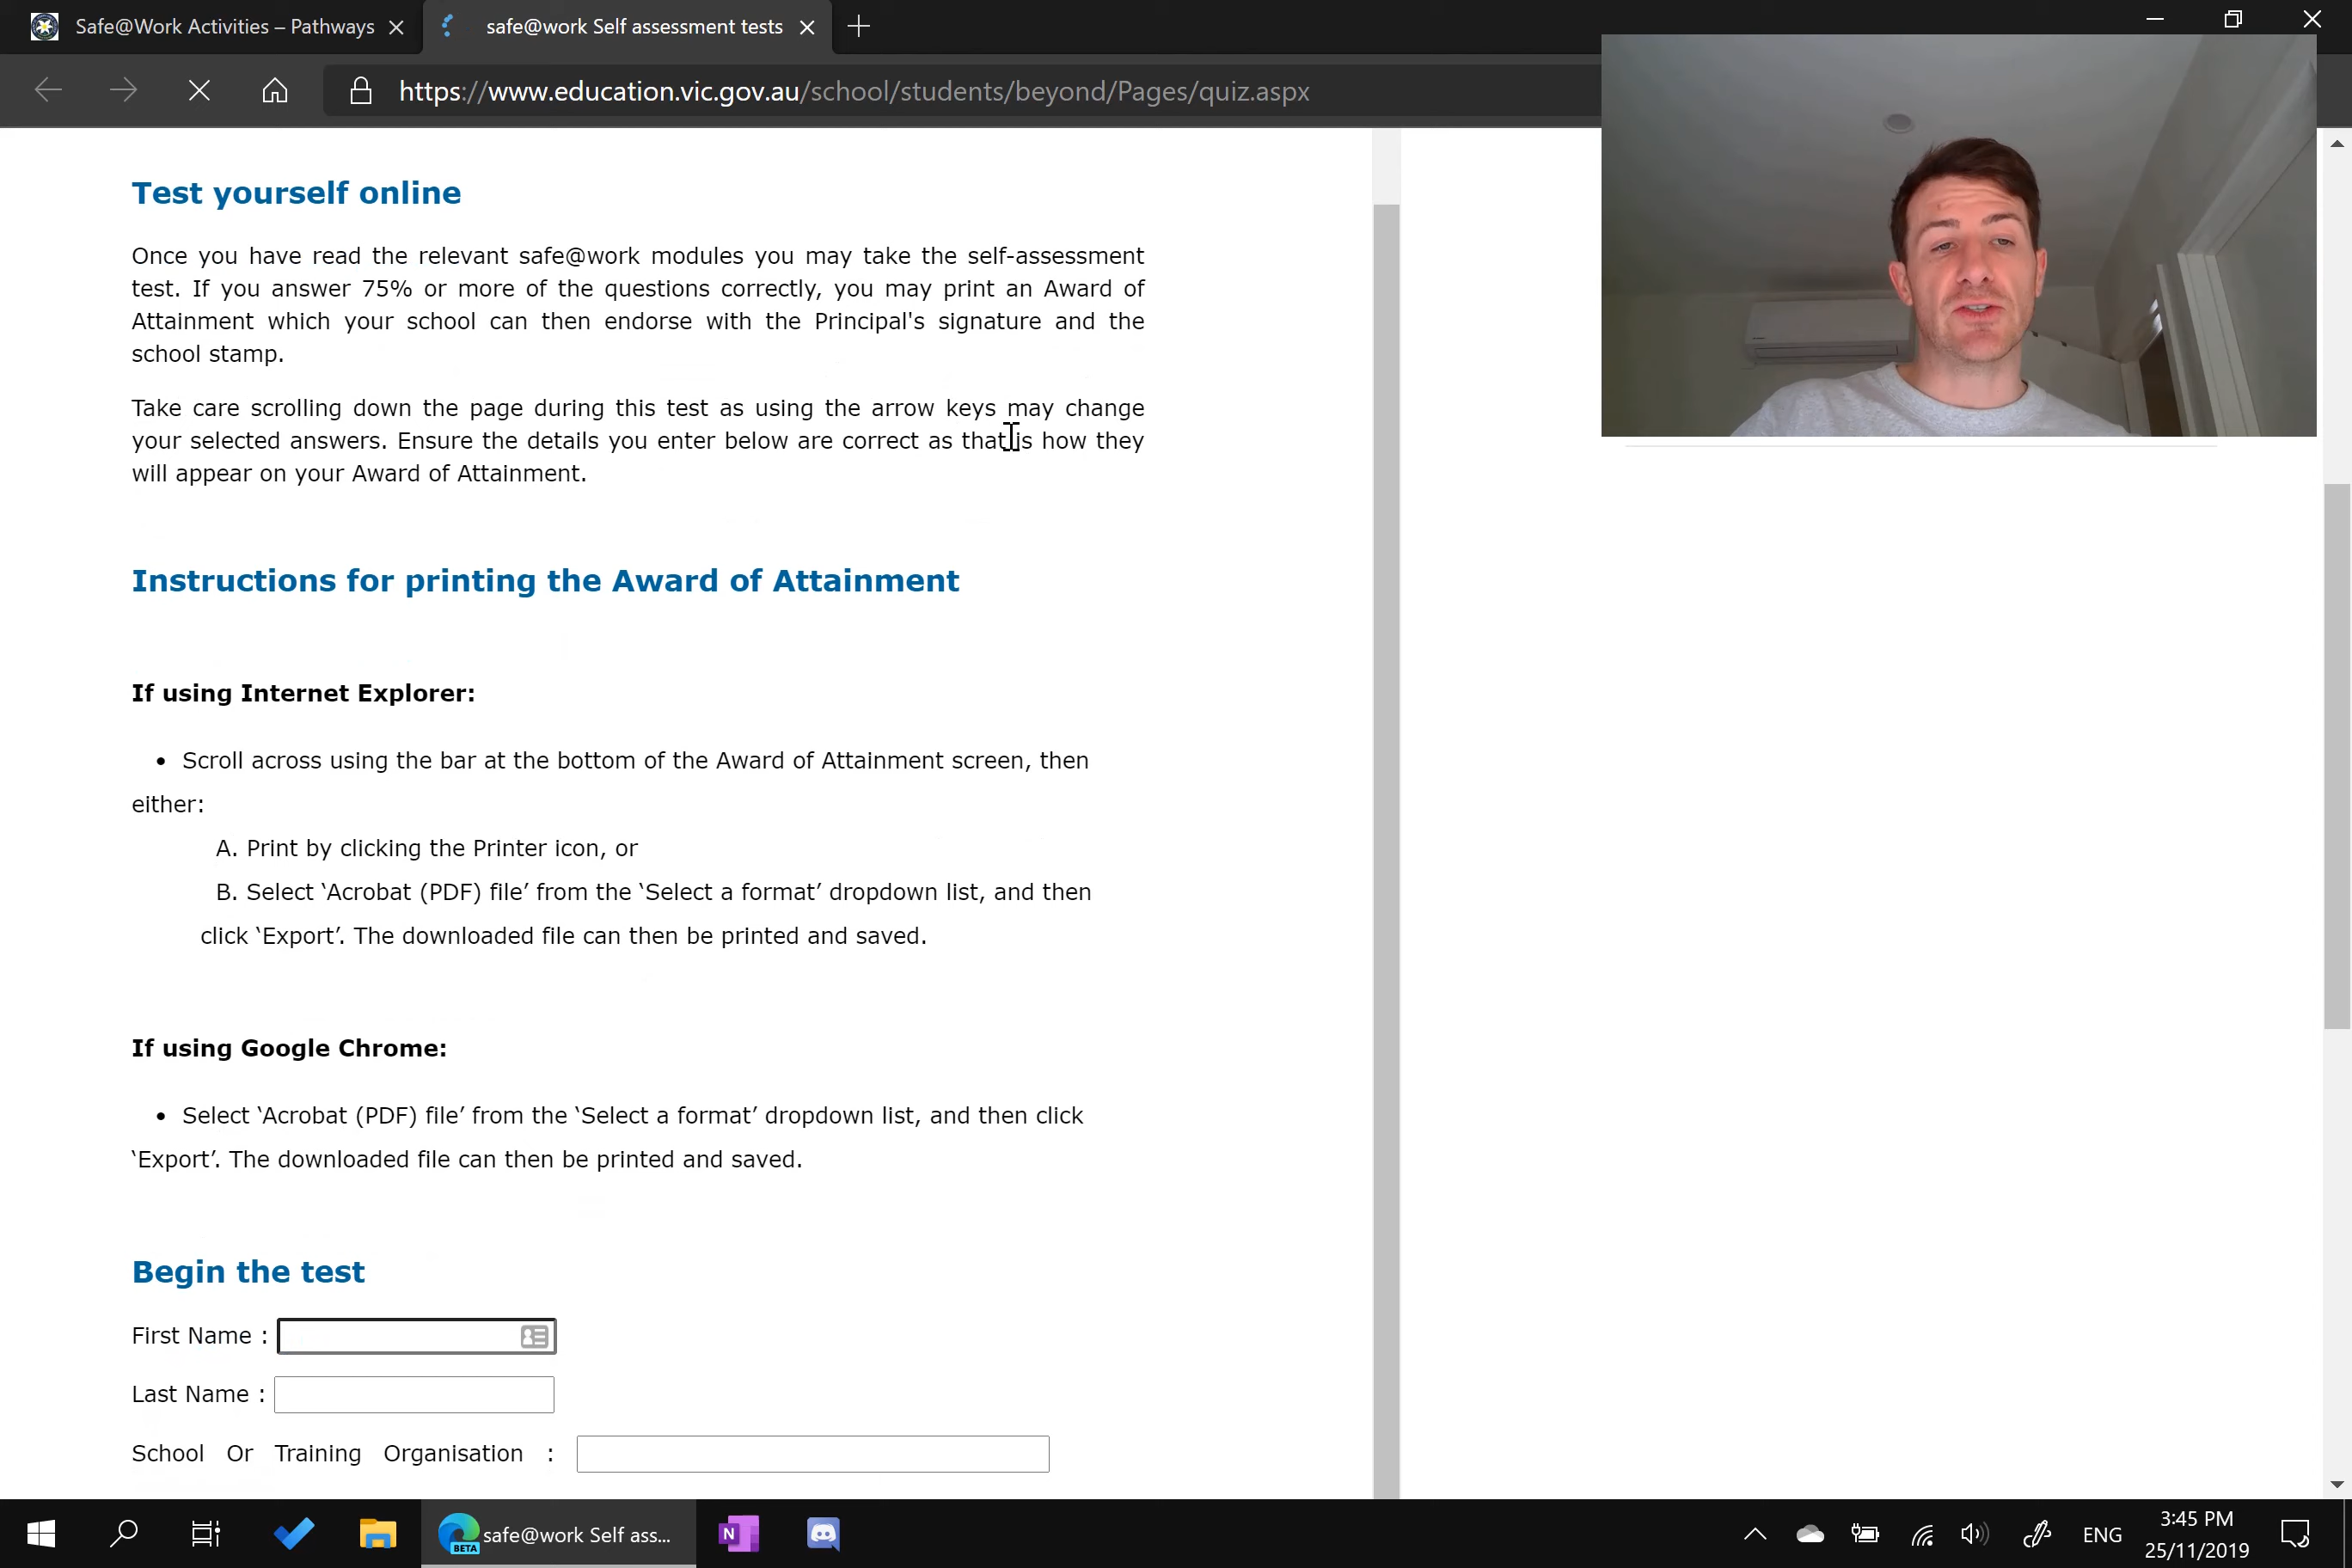 Safe@Work Activities – Pathways
safe@work Self assessment tests
https://www.education.vic.gov.au/school/students/beyond/Pages/quiz.aspx
Test yourself online
Once you have read the relevant safe@work modules you may take the self-assessment
test. If you answer 75% or more of the questions correctly, you may print an Award of
Attainment which your school can then endorse with the Principal's signature and the
school stamp.
Take care scrolling down the page during this test as using the arrow keys may change
your selected answers. Ensure the details you enter below are correct as that is how they
will appear on your Award of Attainment.
Instructions for printing the Award of Attainment
If using Internet Explorer:
• Scroll across using the bar at the bottom of the Award of Attainment screen, then
either:
A. Print by clicking the Printer icon, or
B. Select ‘Acrobat (PDF) file’ from the ‘Select a format’ dropdown list, and then
click ‘Export’. The downloaded file can then be printed and saved.
If using Google Chrome:
• Select ‘Acrobat (PDF) file’ from the ‘Select a format’ dropdown list, and then click
‘Export’. The downloaded file can then be printed and saved.
Begin the test
First Name :
Last Name :
School Or Training Organisation :
BETA
safe@work Self ass...
N
ENG
3:45 PM
25/11/2019